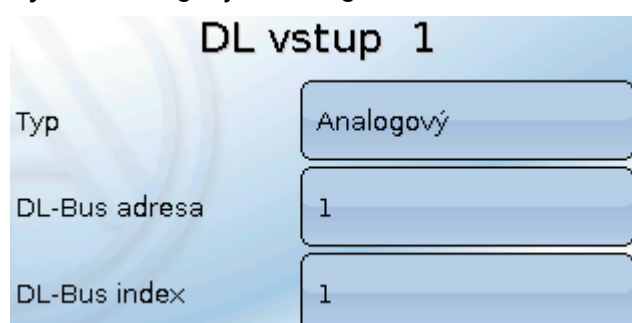 DL vstup 1
Typ Analogový
DL-Bus adresa 1
DL-Bus index 1